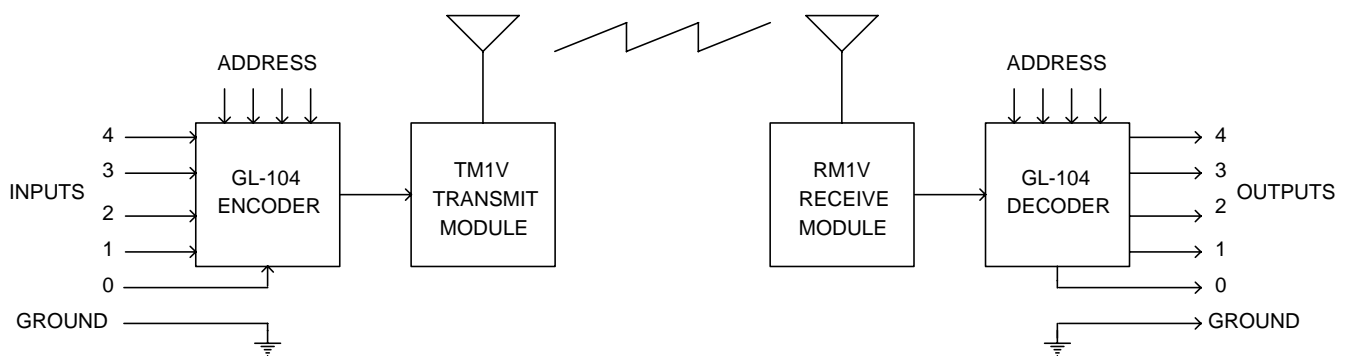 ADDRESS
4
3
INPUTS
2
1
0
GROUND
GL-104
ENCODER
TM1V
TRANSMIT
MODULE
RM1V
RECEIVE
MODULE
ADDRESS
GL-104
DECODER
4
3
OUTPUTS
2
1
0
GROUND